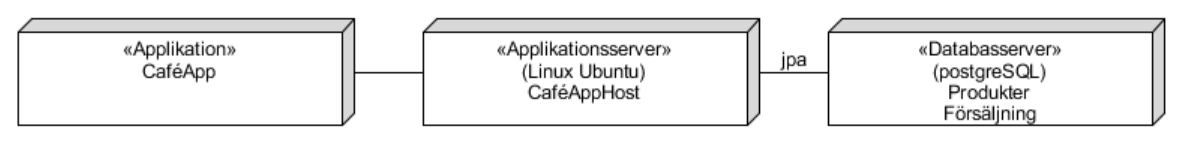 «Applikation»
CaféApp
«Applikationsserver»
(Linux Ubuntu)
CaféAppHost
jpa
«Databasserver»
(postgreSQL)
Produkter
Försäljning